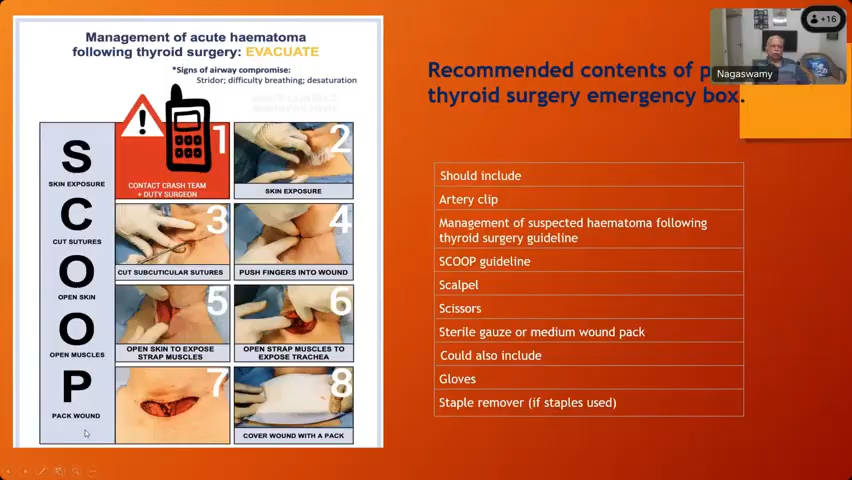 Management of acute haematoma
following thyroid surgery: EVACUATE
*Signs of airway compromise:
Stridor; difficulty breathing; desaturation
S
SKIN EXPOSURE
C
CUT SUTURES
O
OPEN SKIN
O
OPEN MUSCLES
P
PACK WOUND
1
CONTACT CRASH TEAM
+ DUTY SURGEON
2
SKIN EXPOSURE
3
CUT SUBCUTICULAR SUTURES
4
PUSH FINGERS INTO WOUND
5
OPEN SKIN TO EXPOSE
STRAP MUSCLES
6
OPEN STRAP MUSCLES TO
EXPOSE TRACHEA
7
8
COVER WOUND WITH A PACK
Recommended contents of
thyroid surgery emergency box.
Should include
Artery clip
Management of suspected haematoma following
thyroid surgery guideline
SCOOP guideline
Scalpel
Scissors
Sterile gauze or medium wound pack
Could also include
Gloves
Staple remover (if staples used)
+16
Nagaswamy